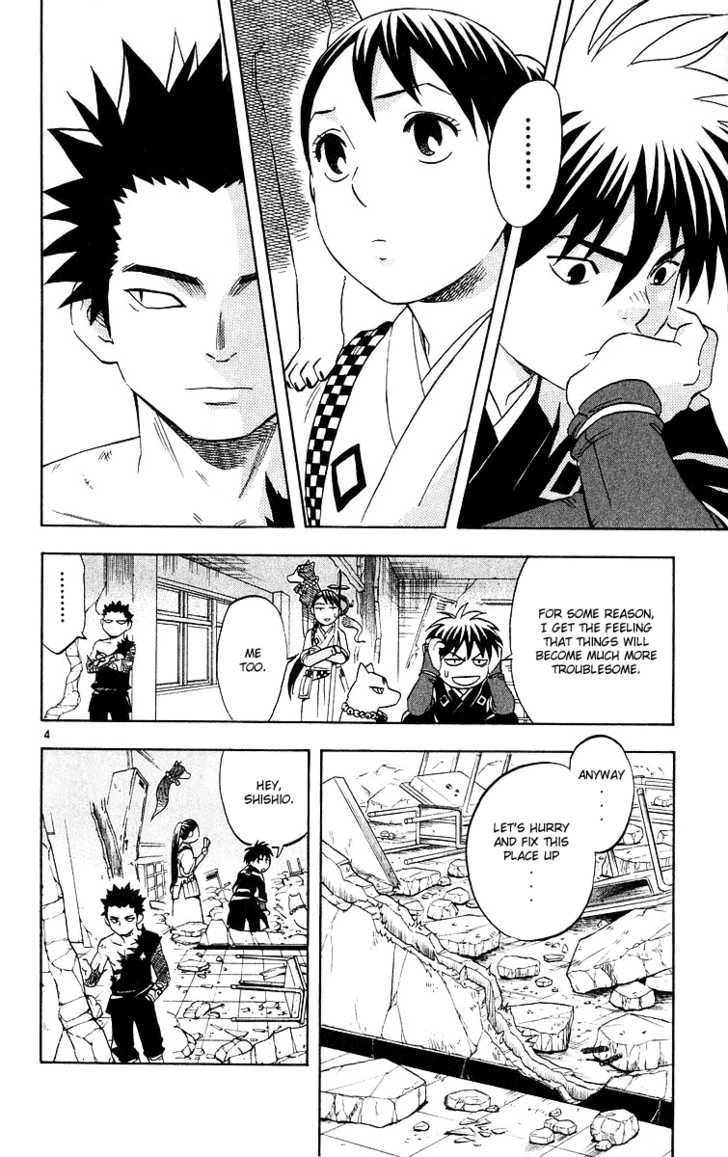 ........
FOR SOME REASON,
I GET THE FEELING
THAT THINGS WILL
BECOME MUCH MORE
TROUBLESOME.
ME
TOO.
........
4
ANYWAY
....
LET'S HURRY
AND FIX THIS
PLACE UP
....
HEY,
SHISHIO.